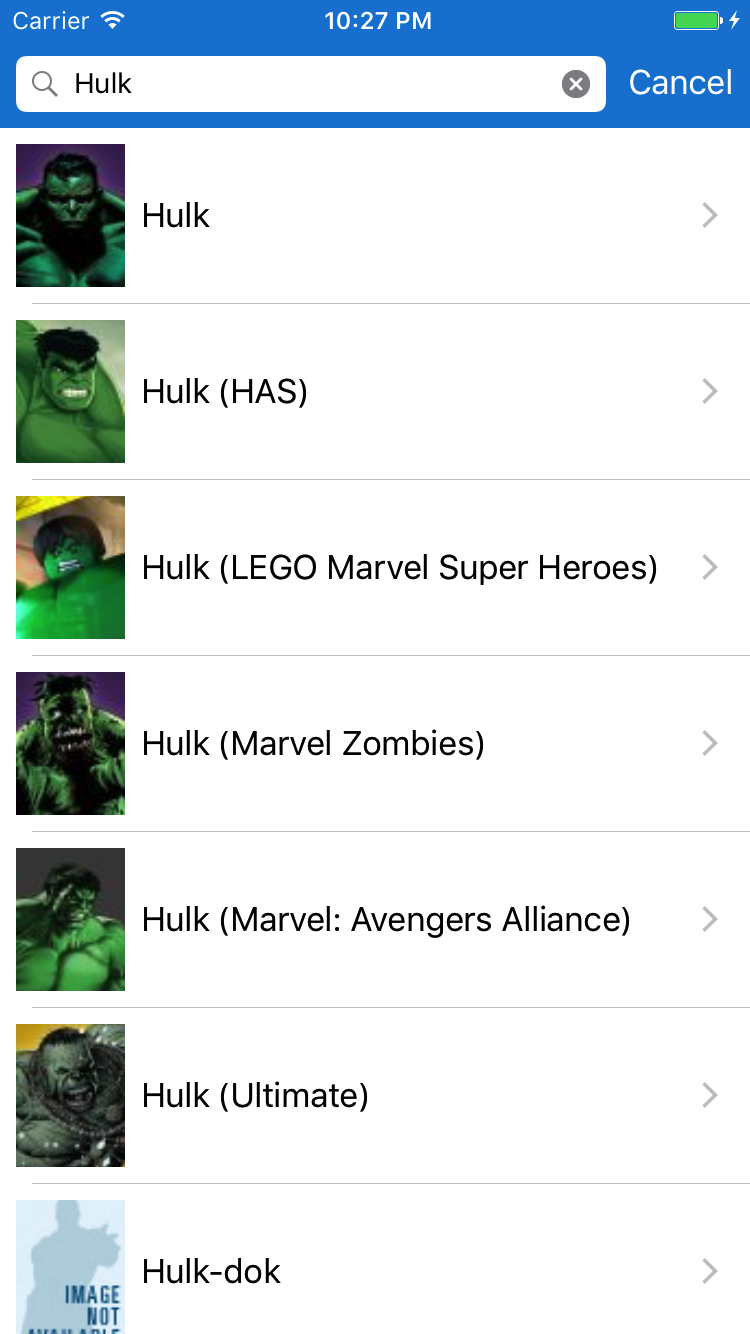 Carrier 10:27 PM
Hulk Cancel
Hulk
Hulk (HAS)
Hulk (LEGO Marvel Super Heroes)
Hulk (Marvel Zombies)
Hulk (Marvel: Avengers Alliance)
Hulk (Ultimate)
Hulk-dok
IMAGE
NOT
AVAILABLE